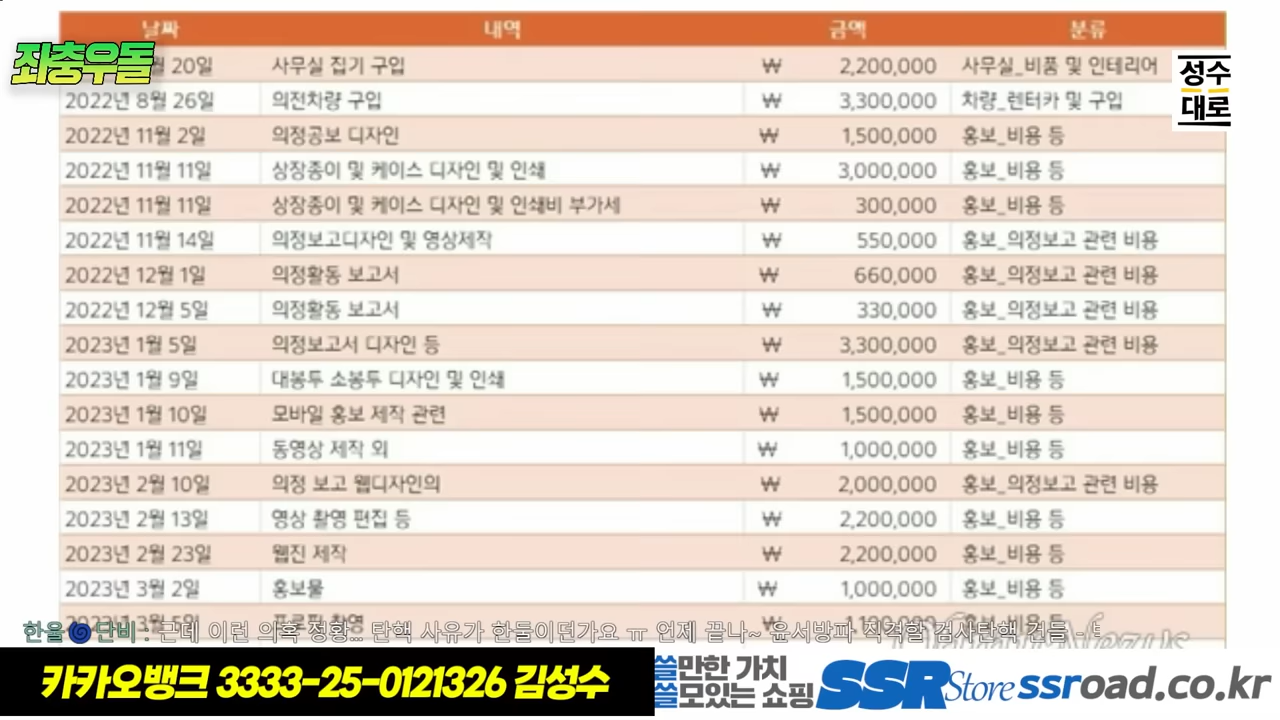 날짜 내역 금액 분류
좌충우돌
월 20일 사무실 집기 구입 ₩ 2,200,000 사무실_비품 및 인테리어
성수
대로
2022년 8월 26일 의전차량 구입 ₩ 3,300,000 차량_렌터카 및 구입
2022년 11월 2일 의정공보 디자인 ₩ 1,500,000 홍보_비용 등
2022년 11월 11일 상장종이 및 케이스 디자인 및 인쇄 ₩ 3,000,000 홍보_비용 등
2022년 11월 11일 상장종이 및 케이스 디자인 및 인쇄비 부가세 ₩ 300,000 홍보_비용 등
2022년 11월 14일 의정보고디자인 및 영상제작 ₩ 550,000 홍보_의정보고 관련 비용
2022년 12월 1일 의정활동 보고서 ₩ 660,000 홍보_의정보고 관련 비용
2022년 12월 5일 의정활동 보고서 ₩ 330,000 홍보_의정보고 관련 비용
2023년 1월 5일 의정보고서 디자인 등 ₩ 3,300,000 홍보_의정보고 관련 비용
2023년 1월 9일 대봉투 소봉투 디자인 및 인쇄 ₩ 1,500,000 홍보_비용 등
2023년 1월 10일 모바일 홍보 제작 관련 ₩ 1,500,000 홍보_비용 등
2023년 1월 11일 동영상 제작 외 ₩ 1,000,000 홍보_비용 등
2023년 2월 10일 의정 보고 웹디자인의 ₩ 2,000,000 홍보_의정보고 관련 비용
2023년 2월 13일 영상 촬영 편집 등 ₩ 2,200,000 홍보_비용 등
2023년 2월 23일 웹진 제작 ₩ 2,200,000 홍보_비용 등
2023년 3월 2일 홍보물 ₩ 1,000,000 홍보_비용 등
한율 단비 : 근데 이런 의혹 정황... 탄핵 사유가 한둘이던가요 ㅠ 언제 끝나~ 윤서방파 직격할 검사탄핵 건들 -
카카오뱅크 3333-25-0121326 김성수
쓸만한 가치
쓸모있는 쇼핑
SSR Store ssroad.co.kr